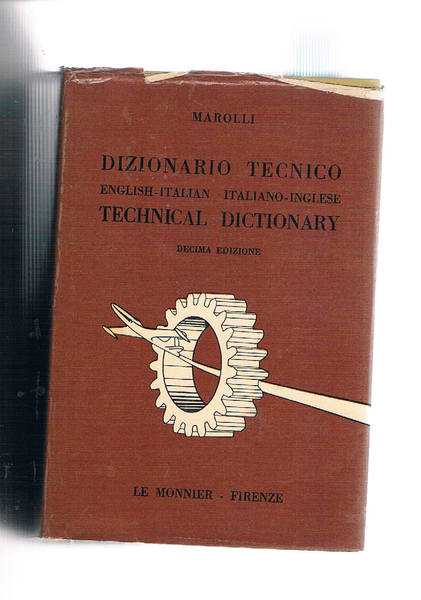 MAROLLI
DIZIONARIO TECNICO
ENGLISH-ITALIAN ITALIANO-INGLESE
TECHNICAL DICTIONARY
DECIMA EDIZIONE
LE MONNIER - FIRENZE